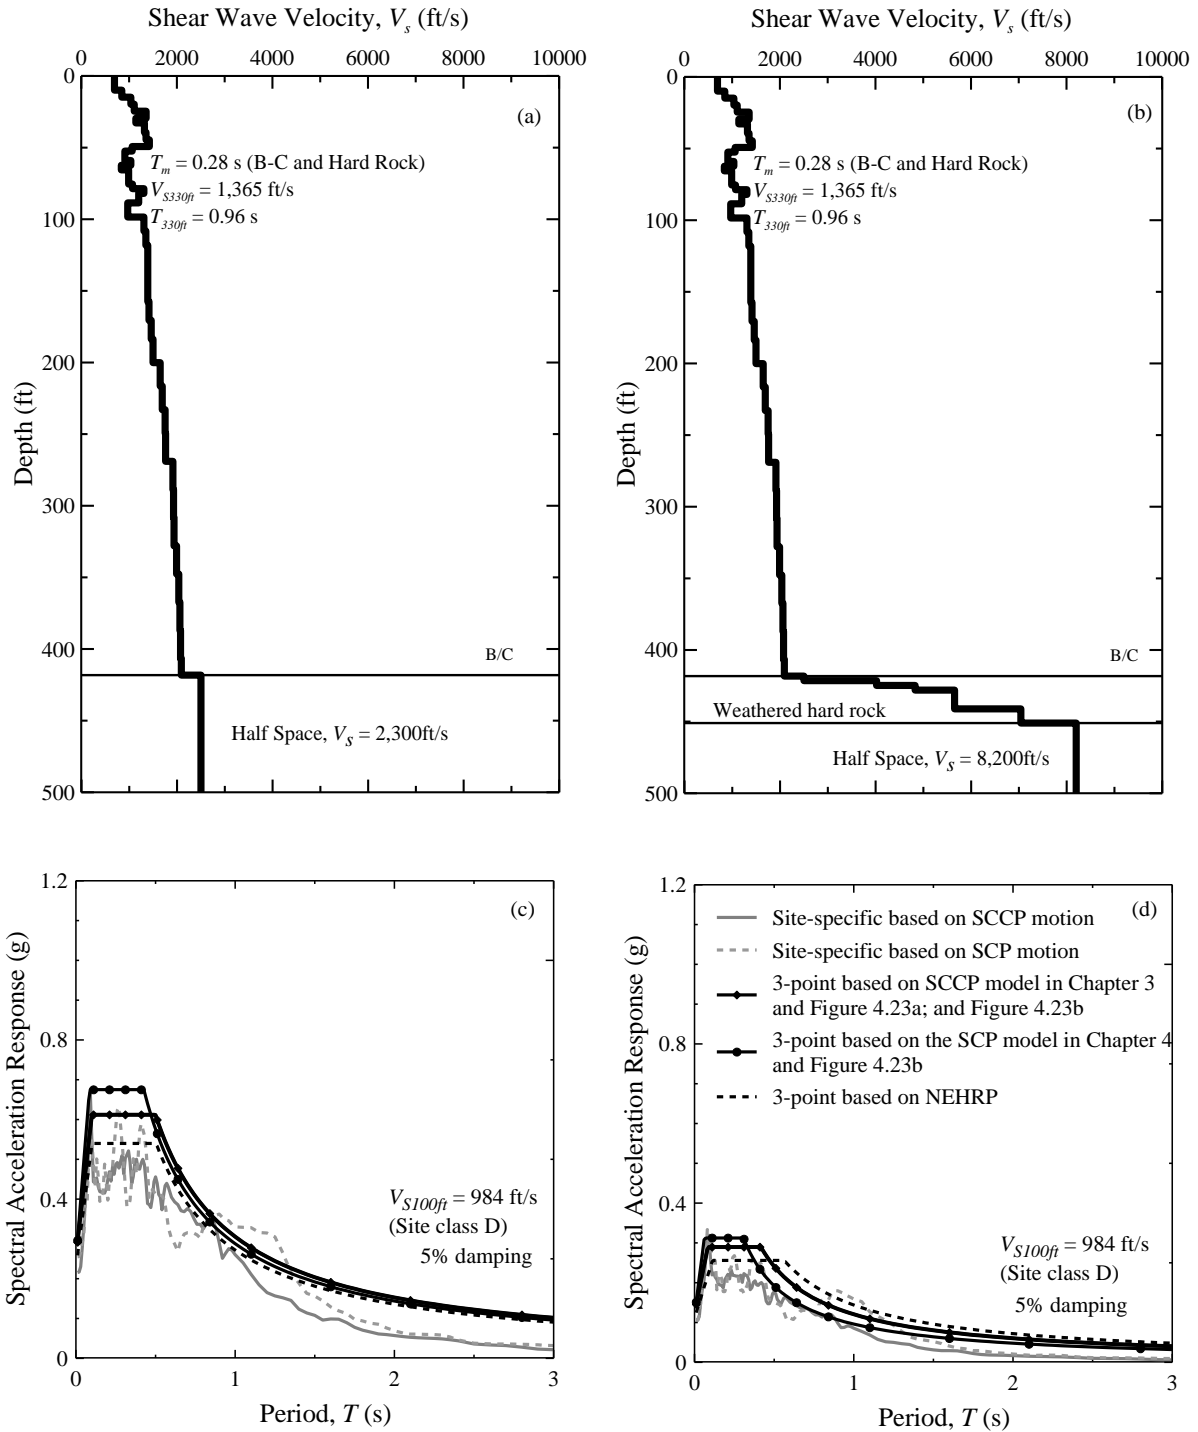 Shear Wave Velocity, Vs (ft/s)
0 2000 4000 6000 8000 10000
0
100
200
300
400
500
Depth (ft)
(a)
Tm = 0.28 s (B-C and Hard Rock)
VS330ft = 1,365 ft/s
T330ft = 0.96 s
B/C
Half Space, VS = 2,300ft/s
Shear Wave Velocity, Vs (ft/s)
0 2000 4000 6000 8000 10000
0
100
200
300
400
500
Depth (ft)
(b)
Tm = 0.28 s (B-C and Hard Rock)
VS330ft = 1,365 ft/s
T330ft = 0.96 s
B/C
Weathered hard rock
Half Space, VS = 8,200ft/s
1.2
0.8
0.4
0
Spectral Acceleration Response (g)
(c)
VS100ft = 984 ft/s
(Site class D)
5% damping
0 1 2 3
Period, T (s)
1.2
0.8
0.4
0
Spectral Acceleration Response (g)
(d)
Site-specific based on SCCP motion
Site-specific based on SCP motion
3-point based on SCCP model in Chapter 3
and Figure 4.23a; and Figure 4.23b
3-point based on the SCP model in Chapter 4
and Figure 4.23b
3-point based on NEHRP
VS100ft = 984 ft/s
(Site class D)
5% damping
0 1 2 3
Period, T (s)